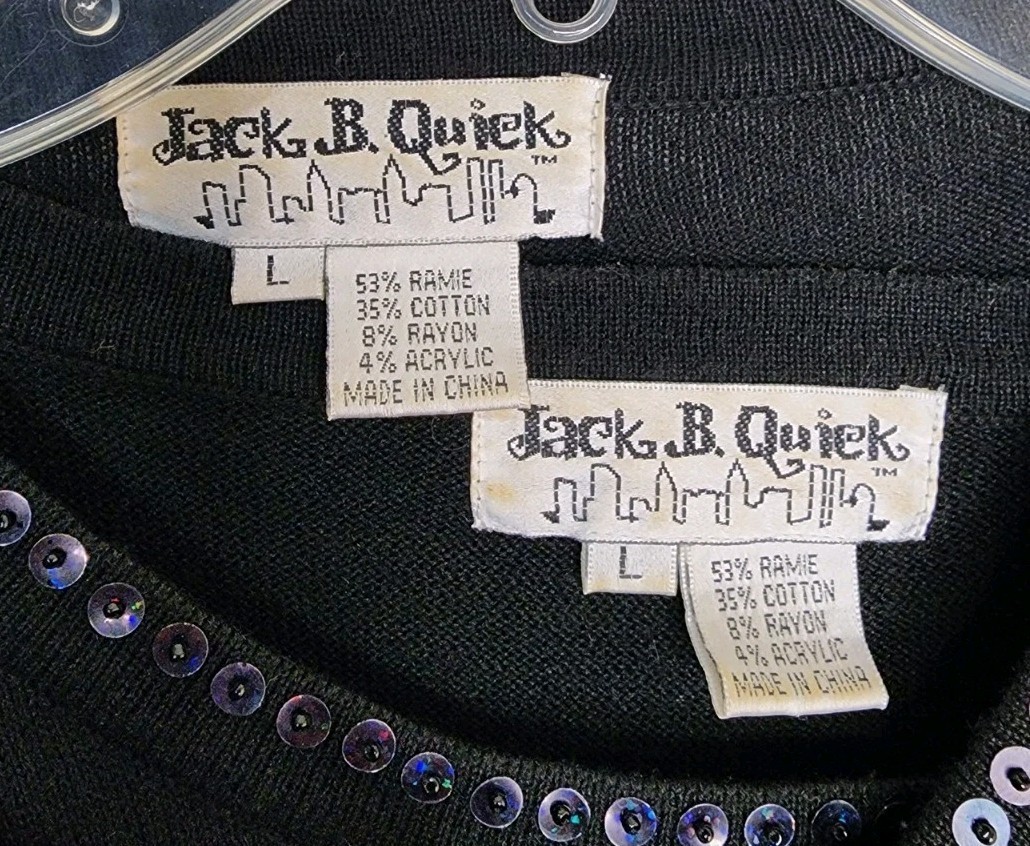 Jack B. Quick
TM
L
53% RAMIE
35% COTTON
8% RAYON
4% ACRYLIC
MADE IN CHINA
Jack B. Quick
TM
L
53% RAMIE
35% COTTON
8% RAYON
4% ACRYLIC
MADE IN CHINA